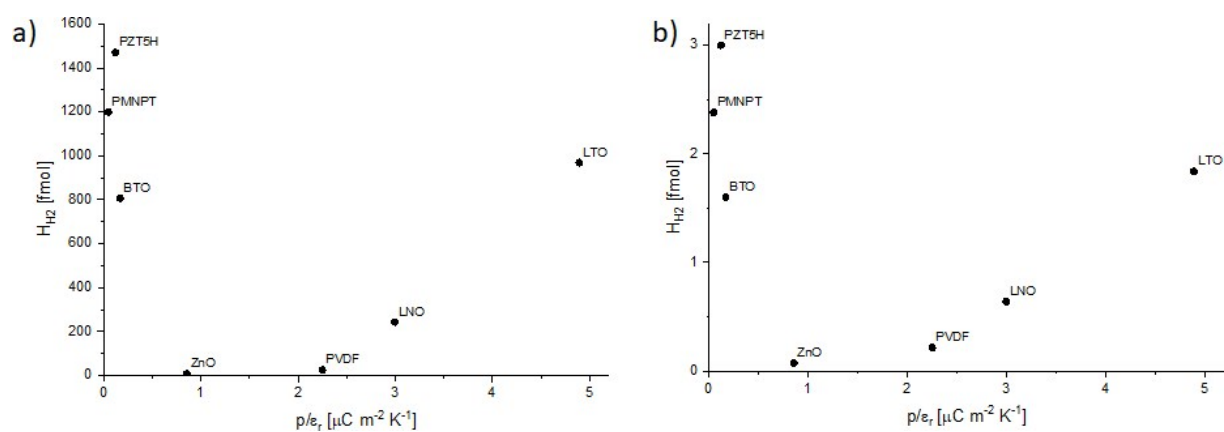 a)
H_H2 [fmol]
1600
1400
1200
1000
800
600
400
200
0
PZT5H
PMNPT
BTO
LTO
LNO
ZnO
PVDF
0 1 2 3 4 5
p/εr [μC m⁻² K⁻¹]
b)
H_H2 [fmol]
3
2
1
0
PZT5H
PMNPT
BTO
LTO
LNO
PVDF
ZnO
0 1 2 3 4 5
p/εr [μC m⁻² K⁻¹]